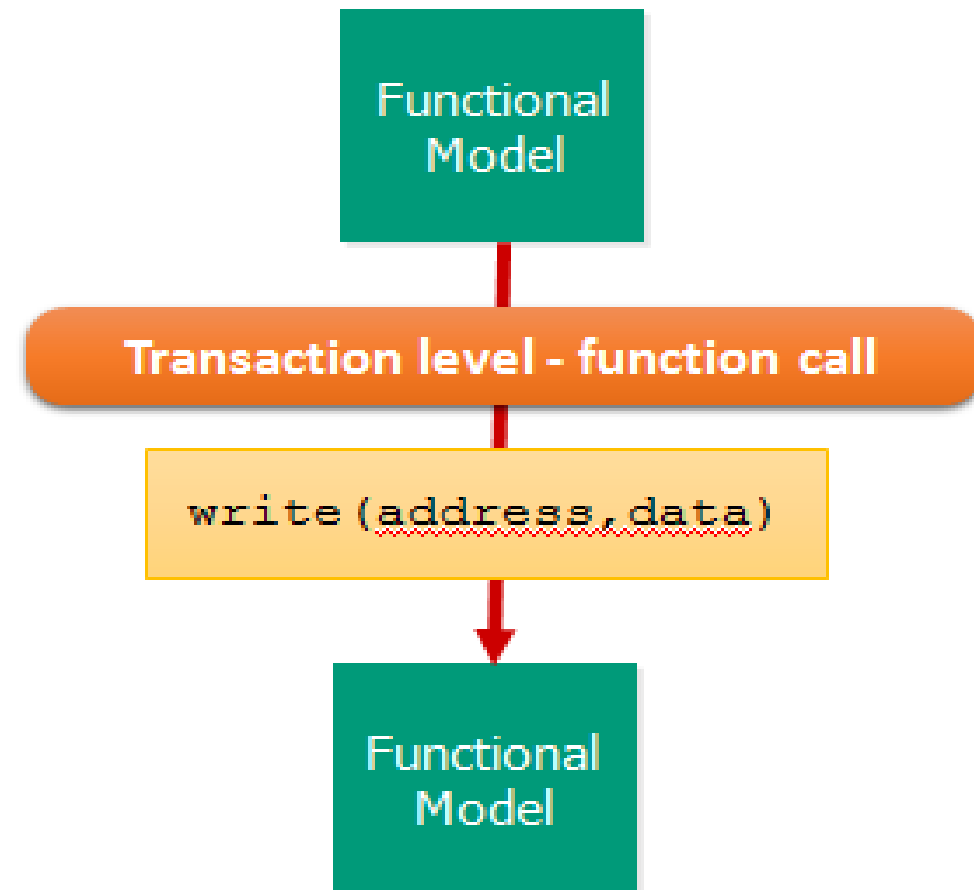 Functional
Model
Transaction level - function call
write(address,data)
Functional
Model